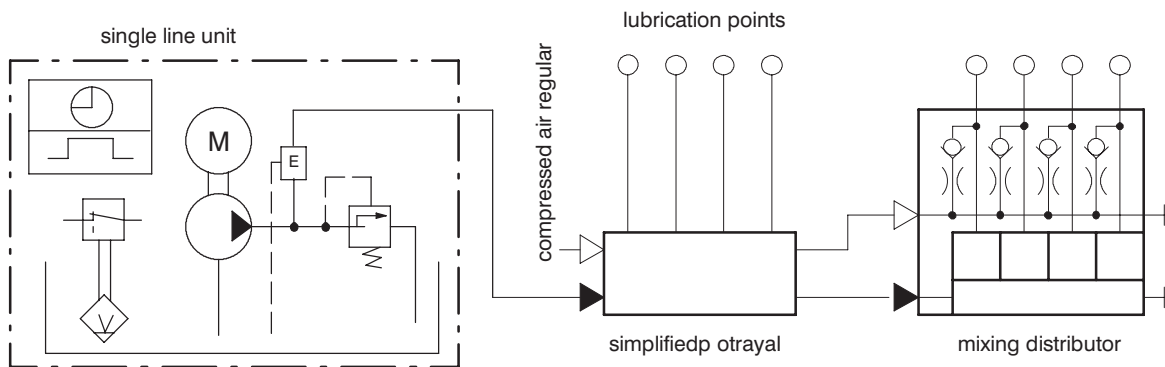 lubrication points
single line unit
compressed air regular
M
E
V
simplifiedp otrayal
mixing distributor